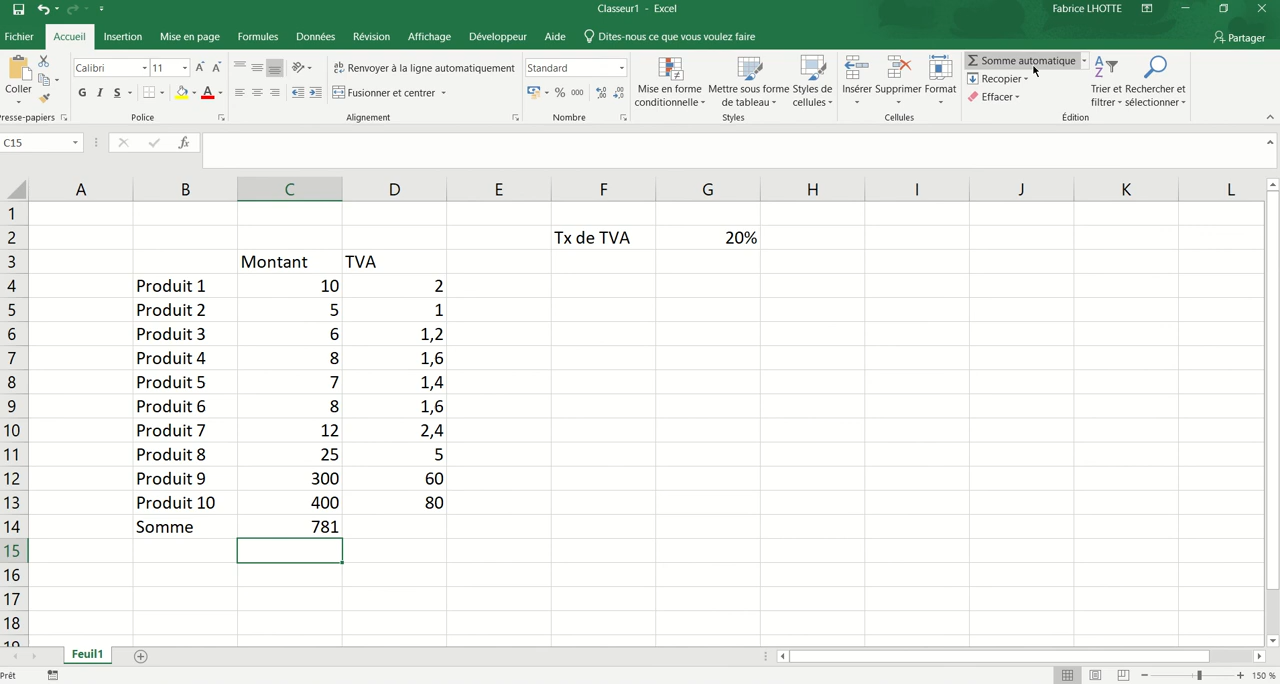 Classeur1 - Excel
Fabrice LHOTTE
Fichier Accueil Insertion Mise en page Formules Données Révision Affichage Développeur Aide Dites-nous ce que vous voulez faire Partager
Coller
Calibri 11
Renvoyer à la ligne automatiquement
Standard
G I S
Fusionner et centrer
% 000
Mise en forme conditionnelle
Mettre sous forme de tableau
Styles de cellules
Insérer Supprimer Format
Somme automatique
Recopier
Effacer
Trier et filtrer
Rechercher et sélectionner
resse-papiers Police Alignement Nombre Styles Cellules Édition
C15 fx
A B C D E F G H I J K L
1
2 Tx de TVA 20%
3 Montant TVA
4 Produit 1 10 2
5 Produit 2 5 1
6 Produit 3 6 1,2
7 Produit 4 8 1,6
8 Produit 5 7 1,4
9 Produit 6 8 1,6
10 Produit 7 12 2,4
11 Produit 8 25 5
12 Produit 9 300 60
13 Produit 10 400 80
14 Somme 781
15
16
17
18
19
Feuil1
Prêt
150 %